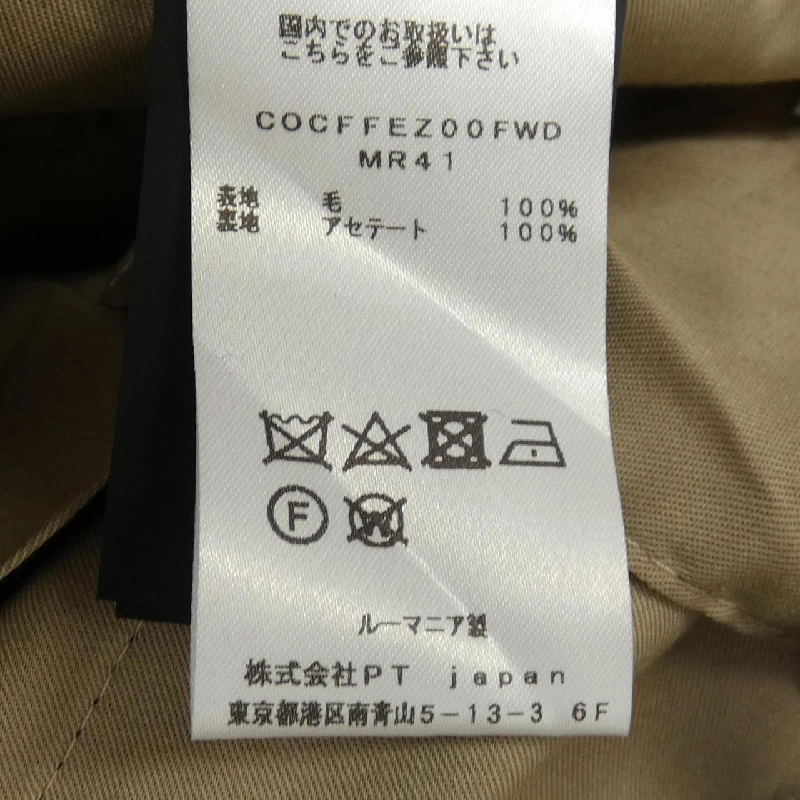 国内でのお取扱いは
こちらをご参照下さい
COCFFEZ00FWD
MR41
表地 毛 100%
裏地 アセテート 100%
F W
ルーマニア製
株式会社PT japan
東京都港区南青山5-13-3 6F